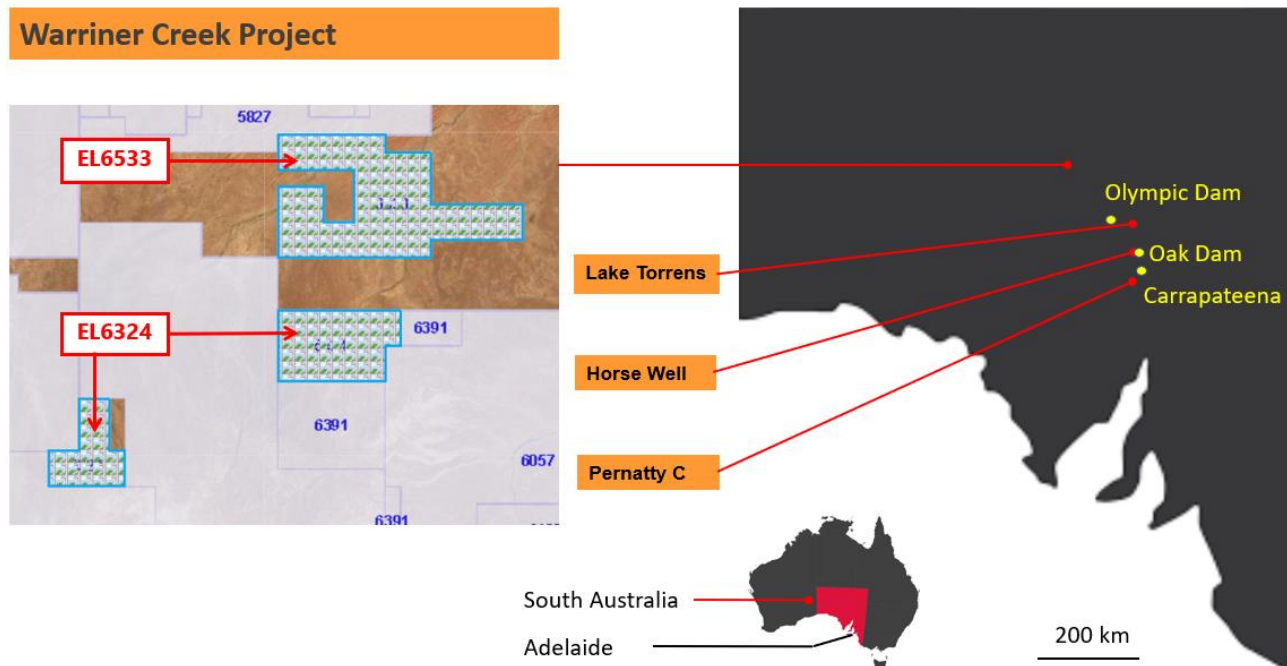 Warriner Creek Project
5827
EL6533
EL6324
6391
6391
6057
6391
Lake Torrens
Horse Well
Pernatty C
Olympic Dam
Oak Dam
Carrapateena
South Australia
Adelaide
200 km